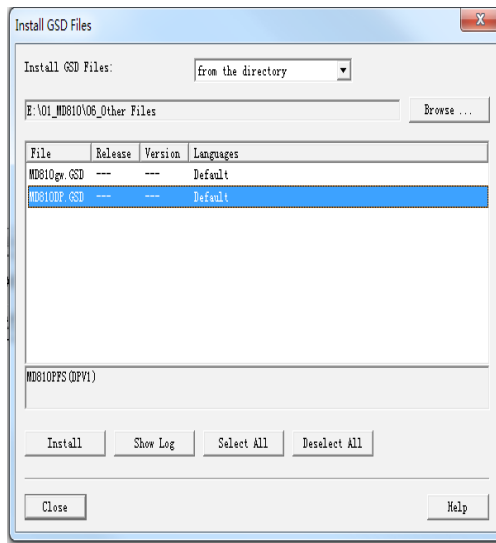 Install GSD Files
Install GSD Files: from the directory
E:\01_MD810\06_Other Files Browse ...
File Release Version Languages
MD810gw.GSD --- --- Default
MD810DP.GSD --- --- Default
MD810PFS(DPV1)
Install Show Log Select All Deselect All
Close Help